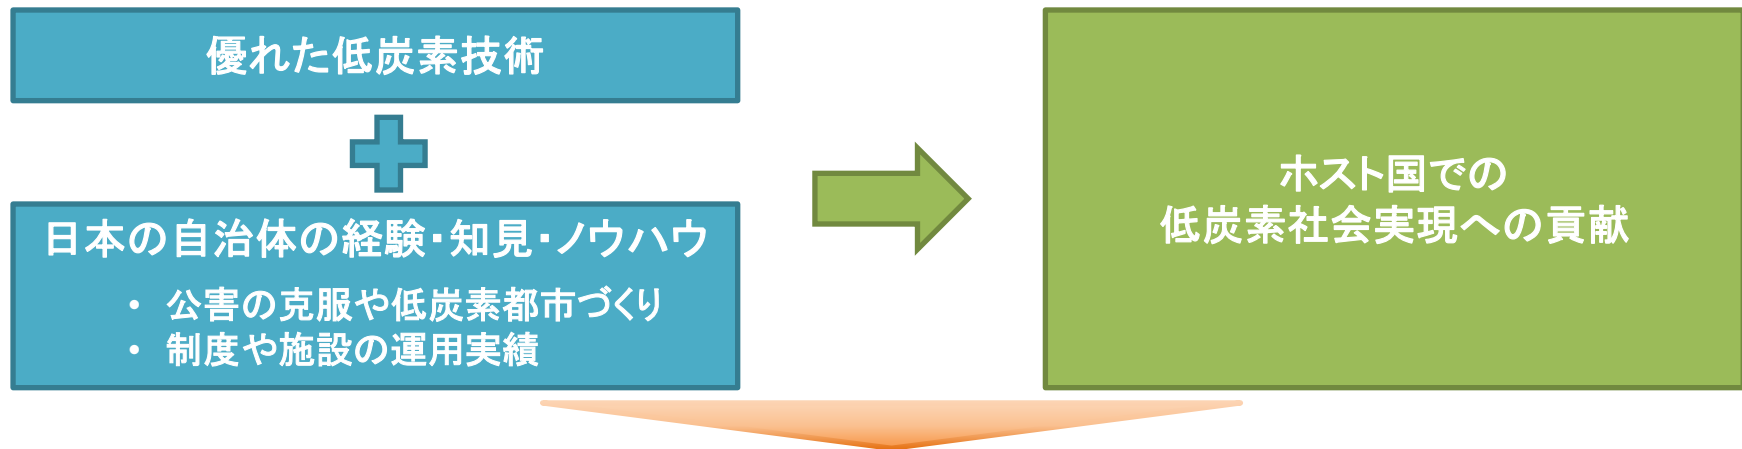 優れた低炭素技術
日本の自治体の経験・知見・ノウハウ
• 公害の克服や低炭素都市づくり
• 制度や施設の運用実績
ホスト国での
低炭素社会実現への貢献